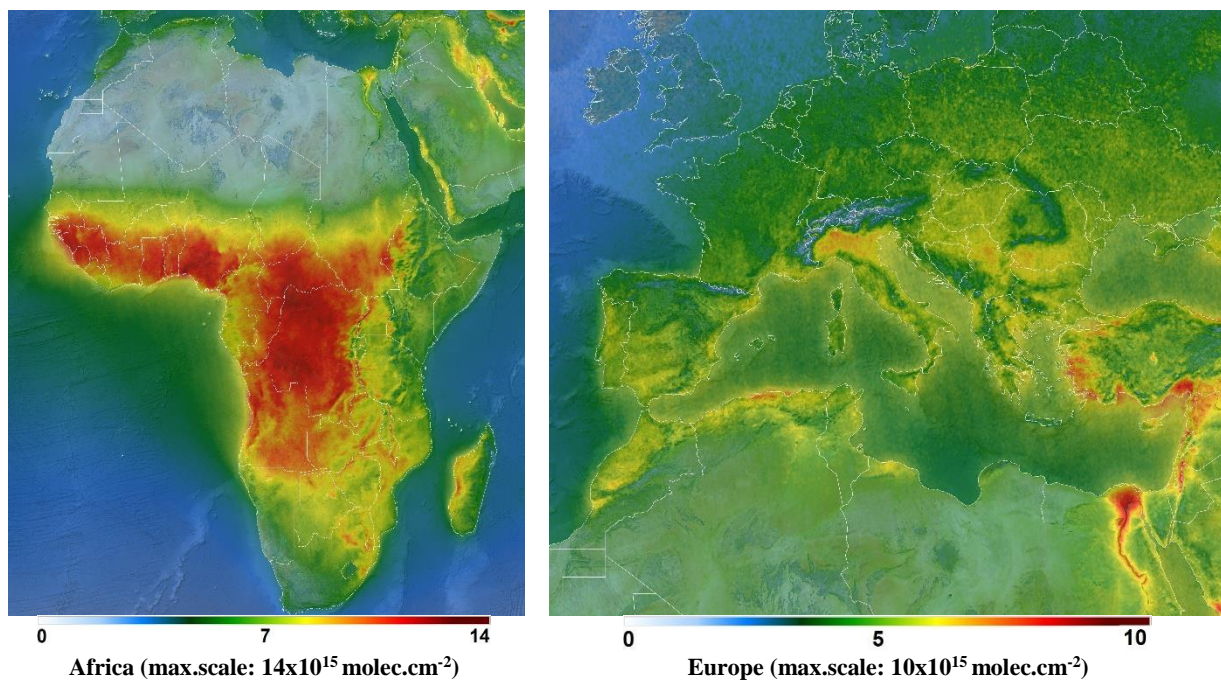 0 7 14
0 5 10
Africa (max.scale: 14x10¹⁵ molec.cm⁻²)
Europe (max.scale: 10x10¹⁵ molec.cm⁻²)